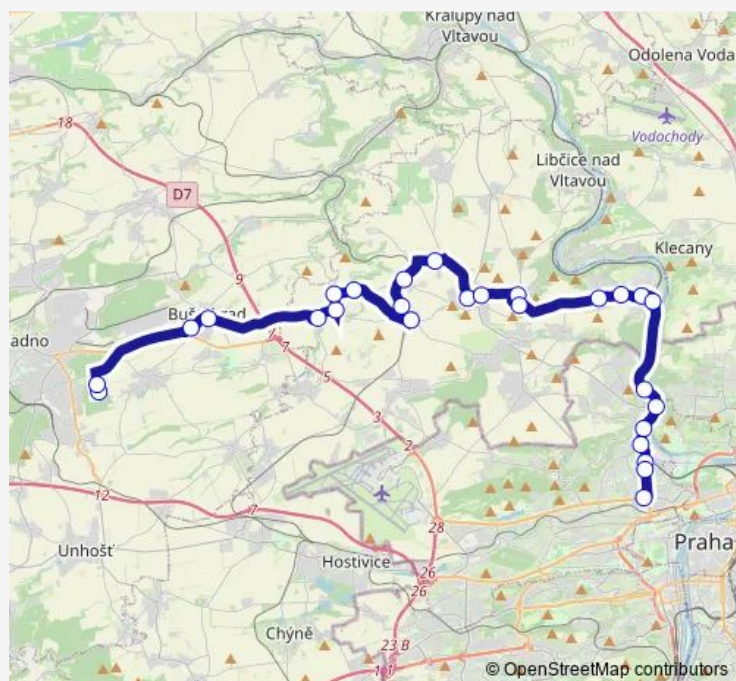 Kralupy nad
Vltavou
Odolena Voda
18
Vodochody
D7
Libčice nad
Vltavou
Klecany
9
adno
7
7
5
3
2
12
7
28
Praha
Unhošť
Hostivice
26
26
Chýně
23 B
© OpenStreetMap contributors